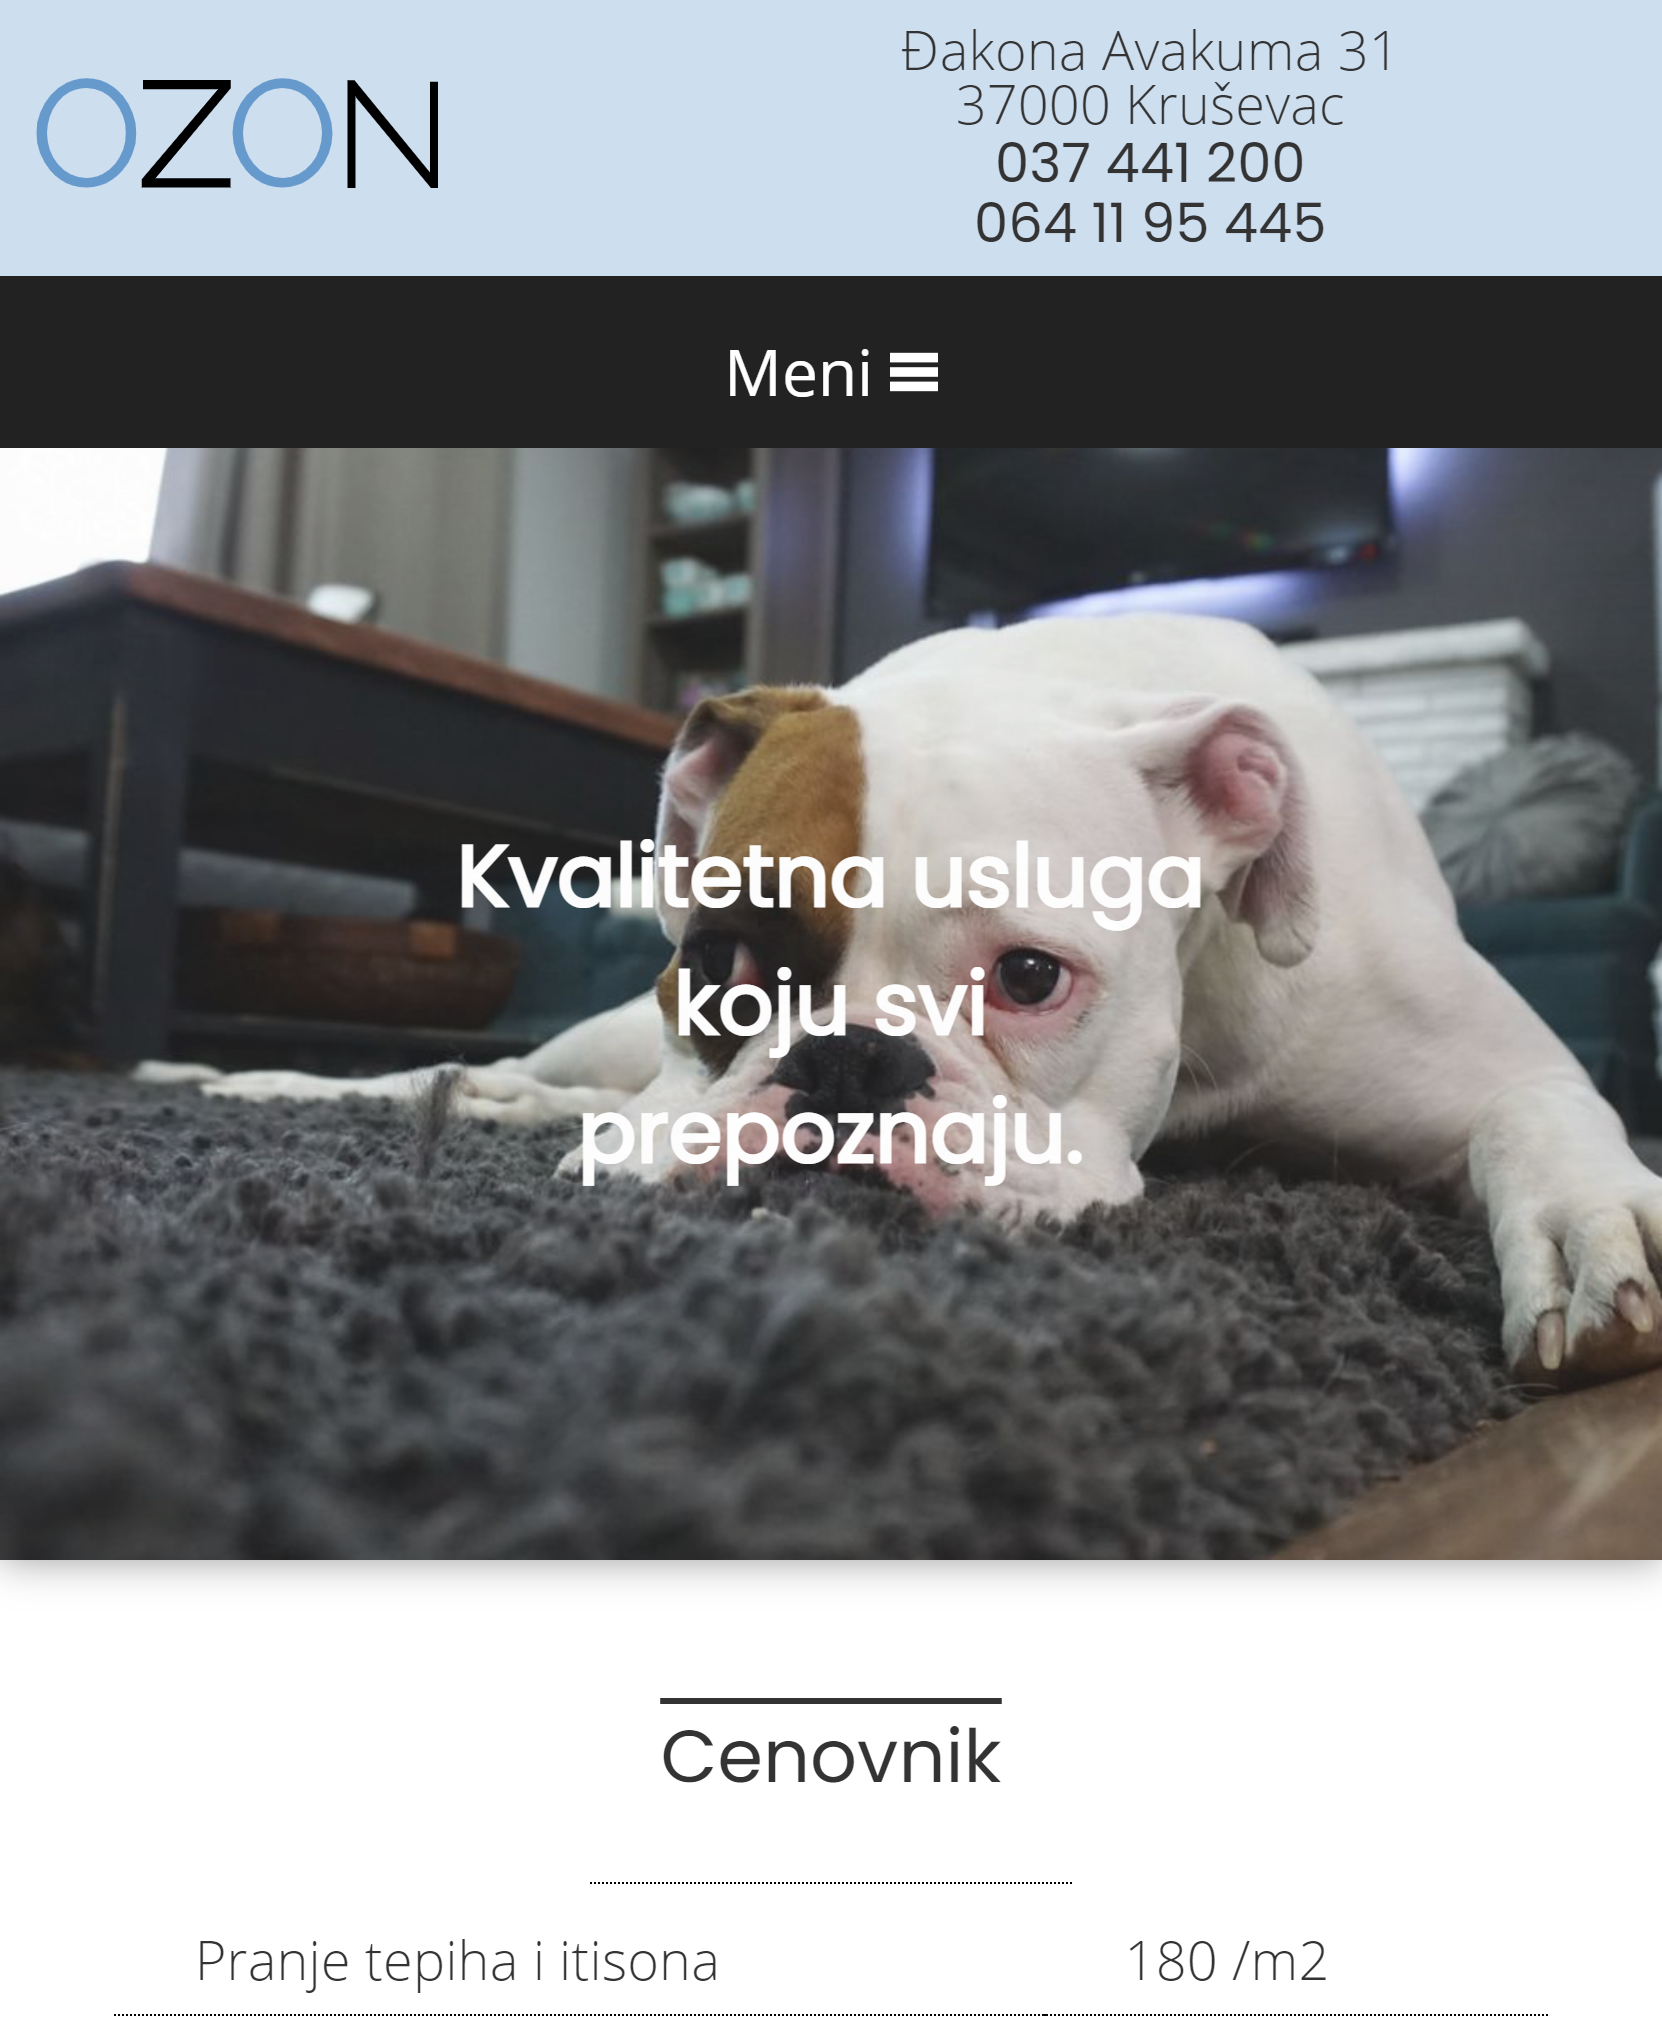 OZON
Đakona Avakuma 31
37000 Kruševac
037 441 200
064 11 95 445
Meni
Kvalitetna usluga
koju svi
prepoznaju.
Cenovnik
Pranje tepiha i itisona 180 /m2